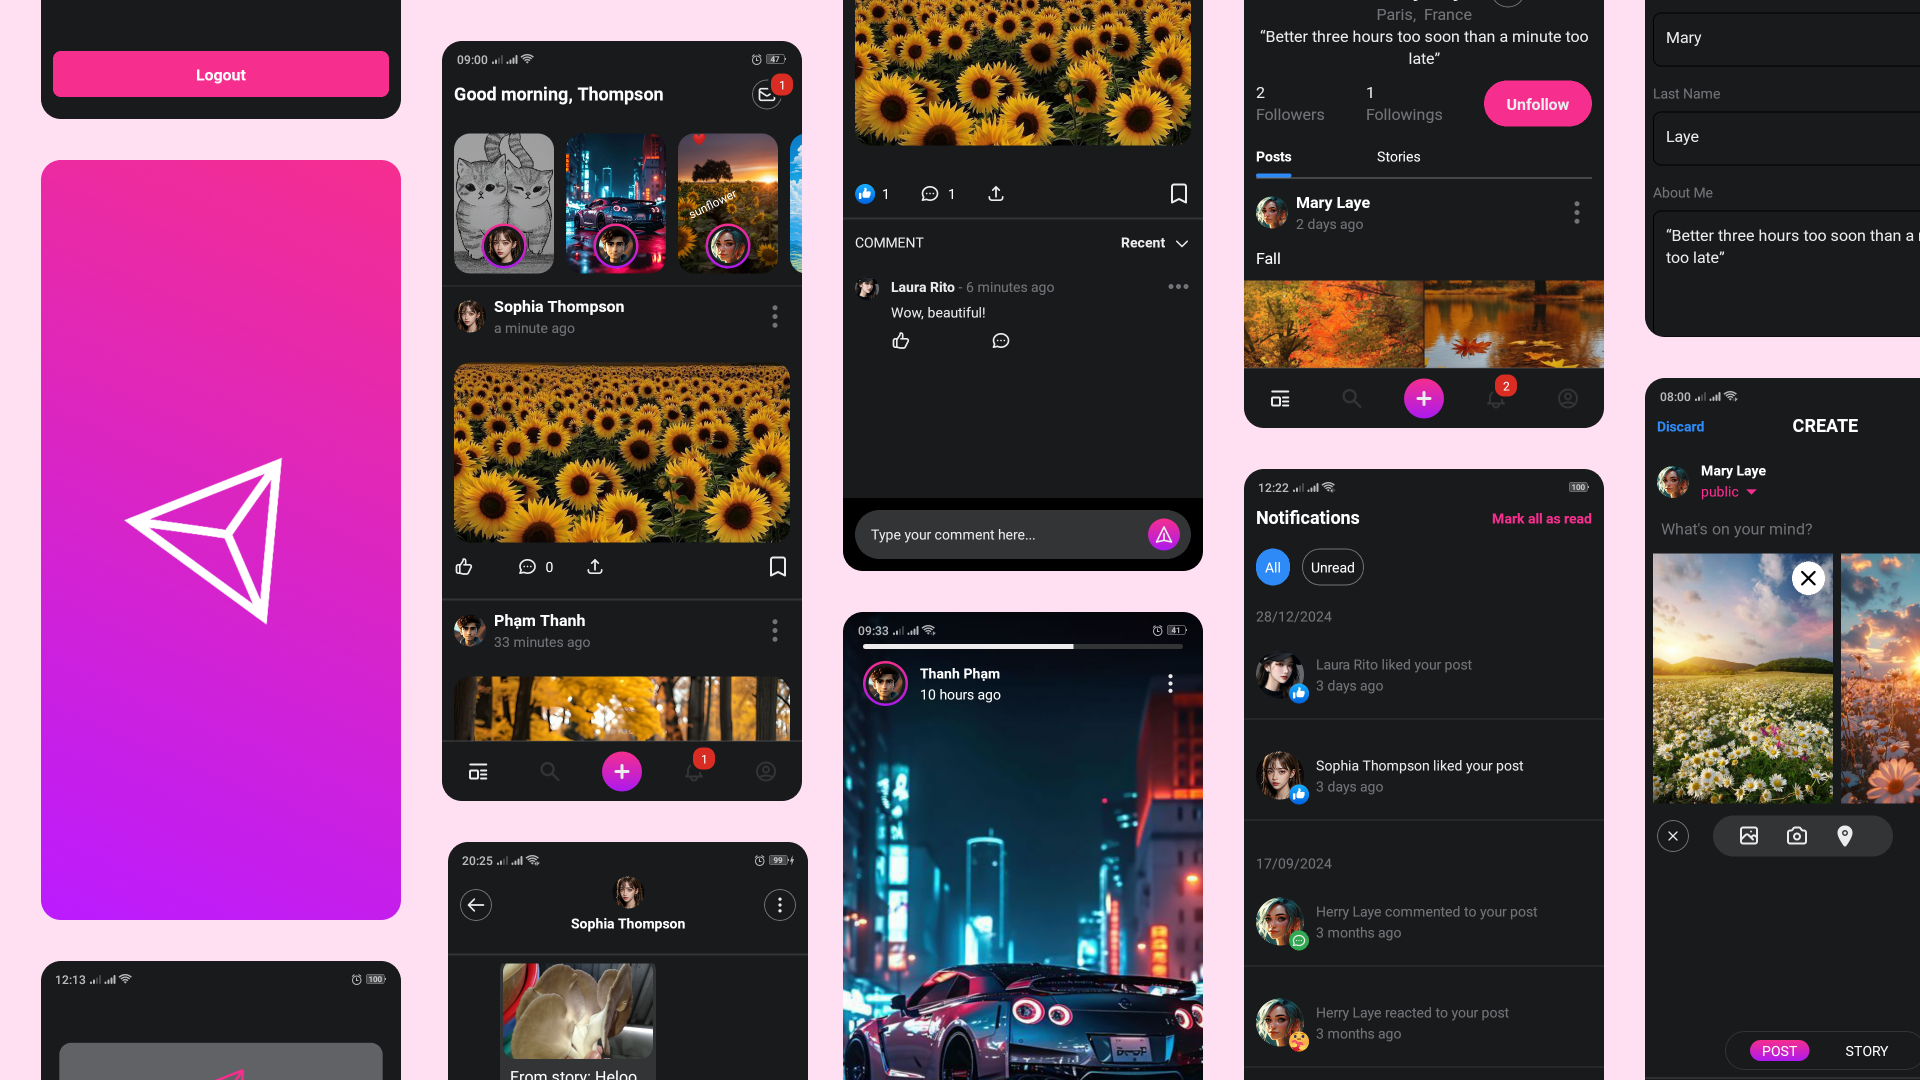 Logout
12:13
100
09:00
47
Good morning, Thompson
1
sunflower
Sophia Thompson
a minute ago
0
Phạm Thanh
33 minutes ago
1
20:25
99
Sophia Thompson
From story: Heloo
1
1
COMMENT
Recent
Laura Rito - 6 minutes ago
Wow, beautiful!
Type your comment here...
09:33
41
Thanh Phạm
10 hours ago
Paris, France
“Better three hours too soon than a minute too
late”
2
1
Followers
Followings
Unfollow
Posts
Stories
Mary Laye
2 days ago
Fall
2
12:22
100
Notifications
Mark all as read
All
Unread
28/12/2024
Laura Rito liked your post
3 days ago
Sophia Thompson liked your post
3 days ago
17/09/2024
Herry Laye commented to your post
3 months ago
Herry Laye reacted to your post
3 months ago
Mary
Last Name
Laye
About Me
“Better three hours too soon than a
too late”
08:00
Discard
CREATE
Mary Laye
public
What's on your mind?
POST
STORY